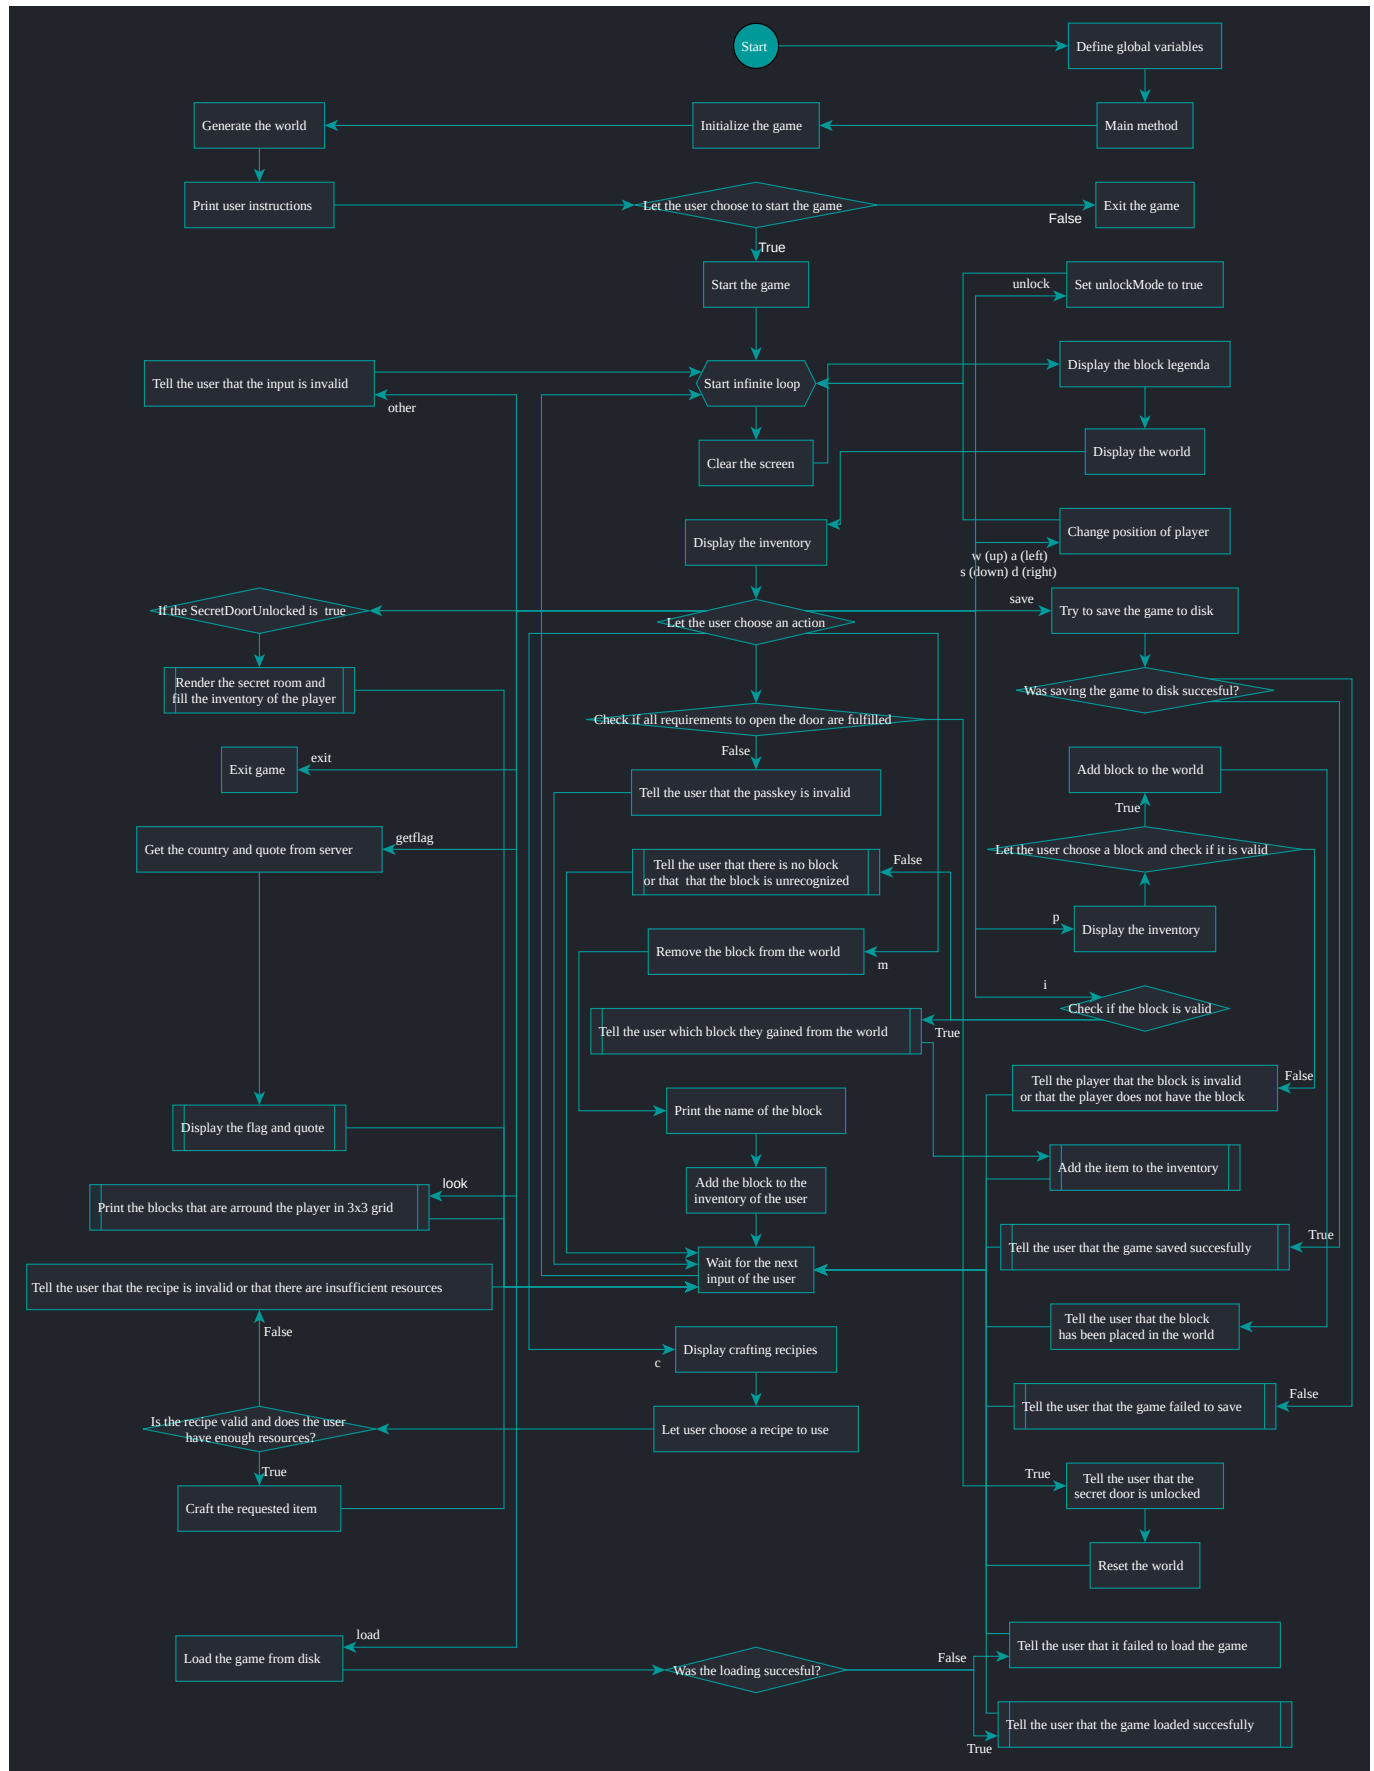 Start
Define global variables
Generate the world
Initialize the game
Main method
Print user instructions
Let the user choose to start the game
Exit the game
False
True
Start the game
unlock
Set unlockMode to true
Tell the user that the input is invalid
Start infinite loop
Display the block legenda
other
Clear the screen
Display the world
Display the inventory
Change position of player
w (up) a (left)
s (down) d (right)
If the SecretDoorUnlocked is  true
save
Try to save the game to disk
Let the user choose an action
Render the secret room and
fill the inventory of the player
Was saving the game to disk succesful?
Check if all requirements to open the door are fulfilled
False
exit
Exit game
Add block to the world
Tell the user that the passkey is invalid
True
getflag
Get the country and quote from server
Let the user choose a block and check if it is valid
False
Tell the user that there is no block
or that  that the block is unrecognized
p
Display the inventory
Remove the block from the world
m
i
Check if the block is valid
Tell the user which block they gained from the world
True
Tell the player that the block is invalid
or that the player does not have the block
False
Print the name of the block
Display the flag and quote
Add the item to the inventory
look
Add the block to the
inventory of the user
Print the blocks that are arround the player in 3x3 grid
True
Tell the user that the game saved succesfully
Wait for the next
input of the user
Tell the user that the recipe is invalid or that there are insufficient resources
Tell the user that the block
has been placed in the world
False
Display crafting recipies
c
False
Tell the user that the game failed to save
Is the recipe valid and does the user
have enough resources?
Let user choose a recipe to use
True
True
Tell the user that the
secret door is unlocked
Craft the requested item
Reset the world
load
Load the game from disk
Was the loading succesful?
False
Tell the user that it failed to load the game
Tell the user that the game loaded succesfully
True